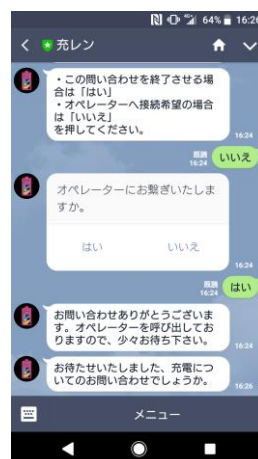 64% 16:26
充レン
・この問い合わせを終了させる場
合は「はい」
・オペレーターへ接続希望の場合
は「いいえ」
を押してください。
16:24
既読
16:24
いいえ
オペレーターにお繋ぎいたしま
すか。
はい いいえ
16:24
既読
16:24
はい
お問い合わせありがとうございま
す。オペレーターを呼び出してお
りますので、少々お待ち下さい。
16:24
お待たせいたしました、充電につ
いてのお問い合わせでしょうか。
16:26
メニュー